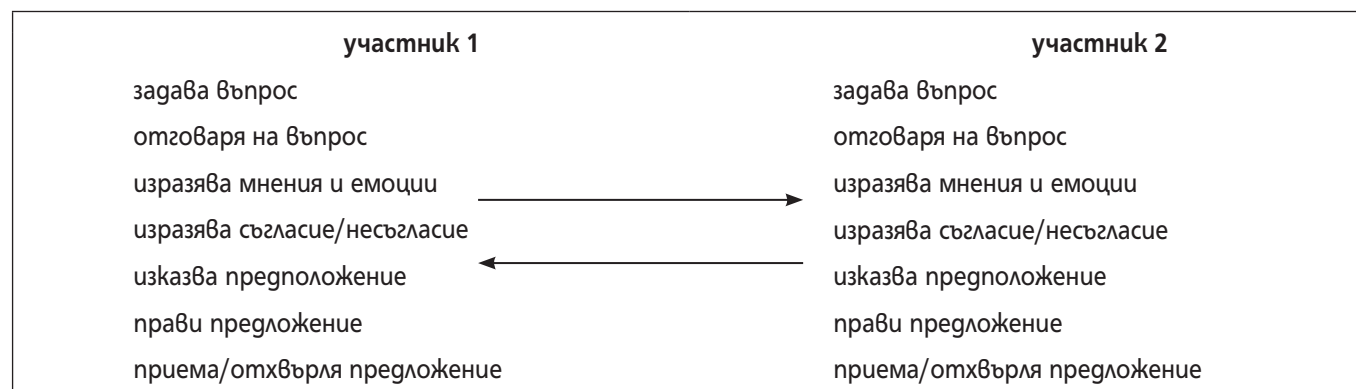 участник 1
задава въпрос
отговаря на въпрос
изразява мнения и емоции
изразява съгласие/несъгласие
изказва предположение
прави предложение
приема/отхвърля предложение
участник 2
задава въпрос
отговаря на въпрос
изразява мнения и емоции
изразява съгласие/несъгласие
изказва предположение
прави предложение
приема/отхвърля предложение